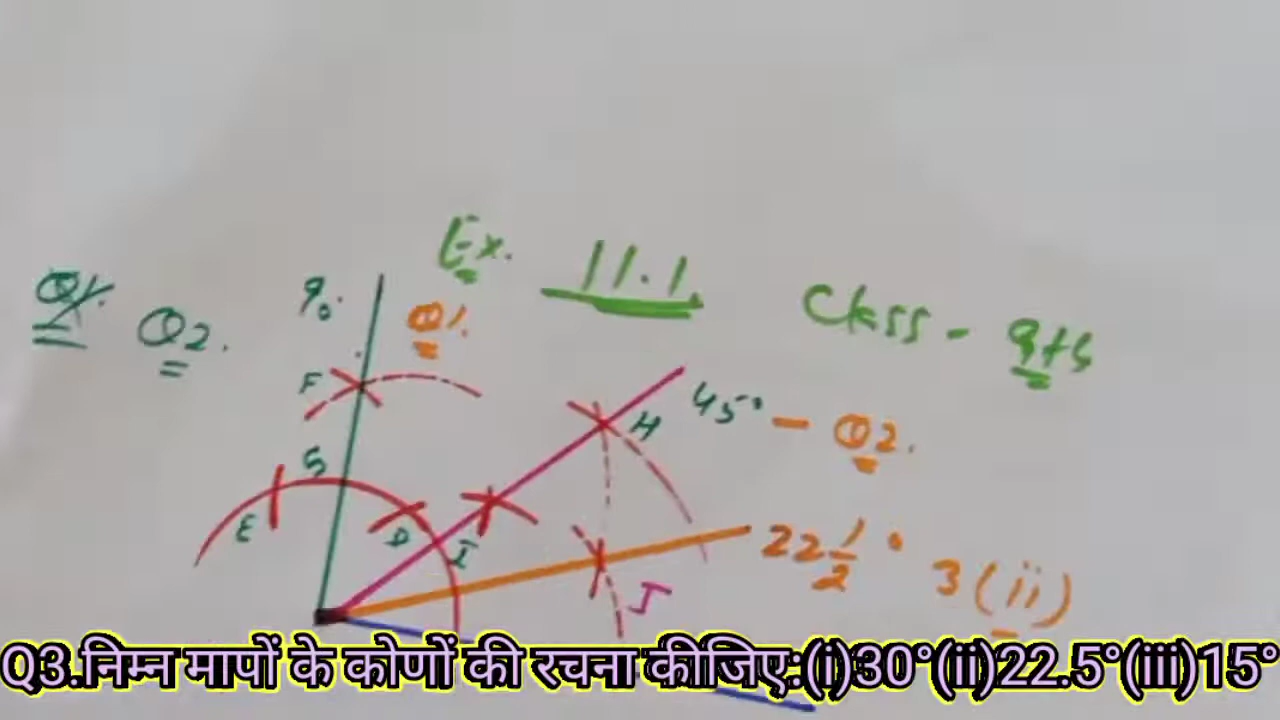 Ex. 11.1
Class - 9th
Q1. Q2.
90°
Q1.
F
H
45° - Q2.
G
E
D
I
22 1/2° 3(ii)
J
Q3.निम्न मापों के कोणों की रचना कीजिए:(i)30°(ii)22.5°(iii)15°